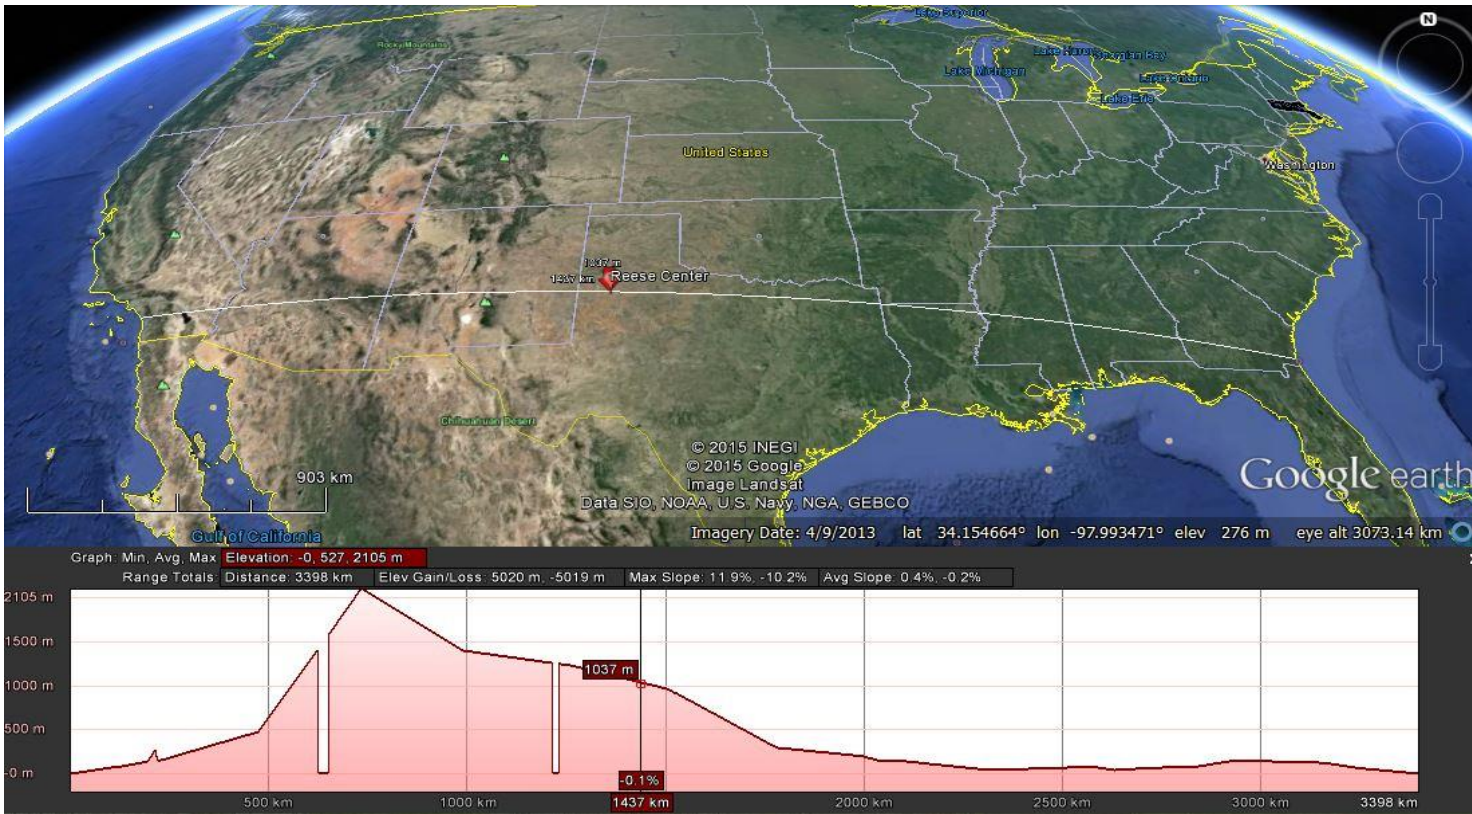 Lake Superior
N
Rocky Mountains
Lake Huron
Georgian Bay
Lake Michigan
Lake Ontario
Lake Erie
United States
Washington
1037 m
1437 km
Reese Center
Chihuahuan Desert
© 2015 INEGI
© 2015 Google
Image Landsat
Data SIO, NOAA, U.S. Navy, NGA, GEBCO
Google earth
903 km
Gulf of California
Imagery Date: 4/9/2013 lat 34.154664° lon -97.993471° elev 276 m eye alt 3073.14 km
Graph: Min, Avg, Max Elevation: -0, 527, 2105 m
Range Totals: Distance: 3398 km Elev Gain/Loss: 5020 m, -5019 m Max Slope: 11.9%, -10.2% Avg Slope: 0.4%, -0.2%
2105 m
1500 m
1037 m
1000 m
500 m
-0 m
-0.1%
500 km 1000 km 1437 km 2000 km 2500 km 3000 km 3398 km